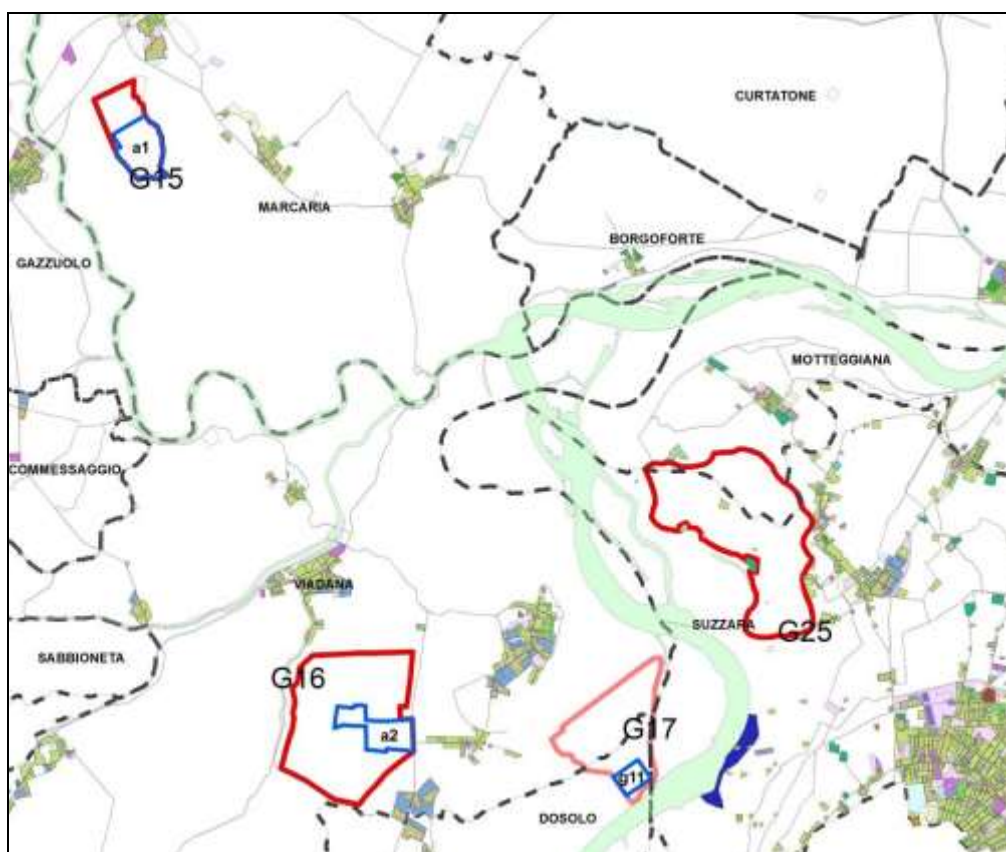 CURTATONE
a1
G15
MARCARIA
BORGOFORTE
GAZZUOLO
MOTTEGGIANA
COMMESSAGGIO
VIADANA
SUZZARA
G25
SABBIONETA
G16
G17
a2
g11
DOSOLO